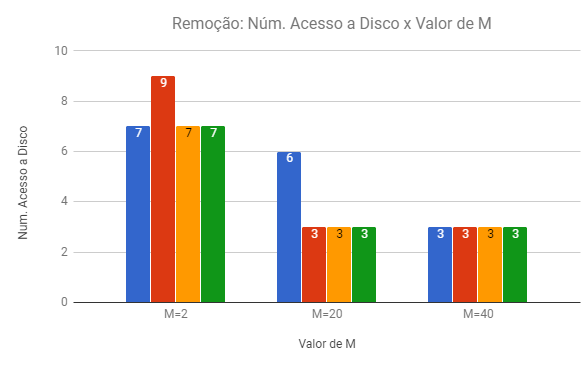 Remoção: Núm. Acesso a Disco x Valor de M
Num. Acesso a Disco
10
8
6
4
2
0
7 9 7 7
6 3 3 3
3 3 3 3
M=2 M=20 M=40
Valor de M